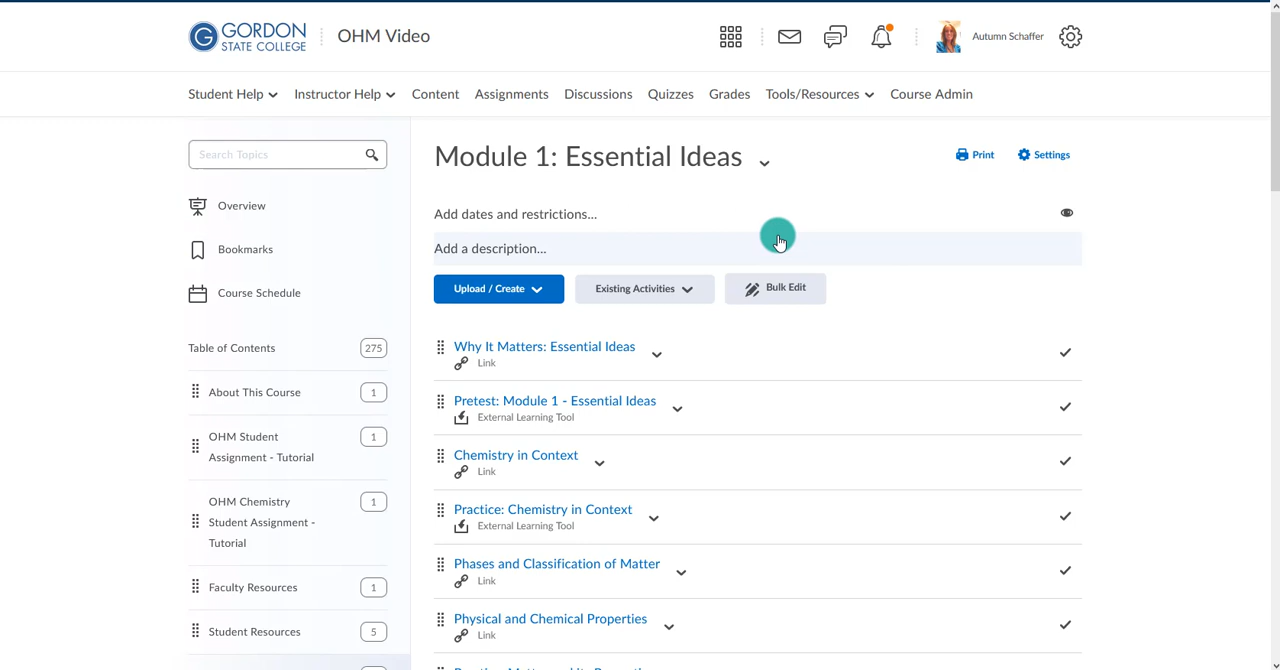 GORDON
STATE COLLEGE
OHM Video
Autumn Schaffer
Student Help
Instructor Help
Content
Assignments
Discussions
Quizzes
Grades
Tools/Resources
Course Admin
Search Topics
Overview
Bookmarks
Course Schedule
Table of Contents 275
About This Course 1
OHM Student 1
Assignment - Tutorial
OHM Chemistry 1
Student Assignment -
Tutorial
Faculty Resources 1
Student Resources 5
Module 1: Essential Ideas
Print
Settings
Add dates and restrictions...
Add a description...
Upload / Create
Existing Activities
Bulk Edit
Why It Matters: Essential Ideas
Link
Pretest: Module 1 - Essential Ideas
External Learning Tool
Chemistry in Context
Link
Practice: Chemistry in Context
External Learning Tool
Phases and Classification of Matter
Link
Physical and Chemical Properties
Link